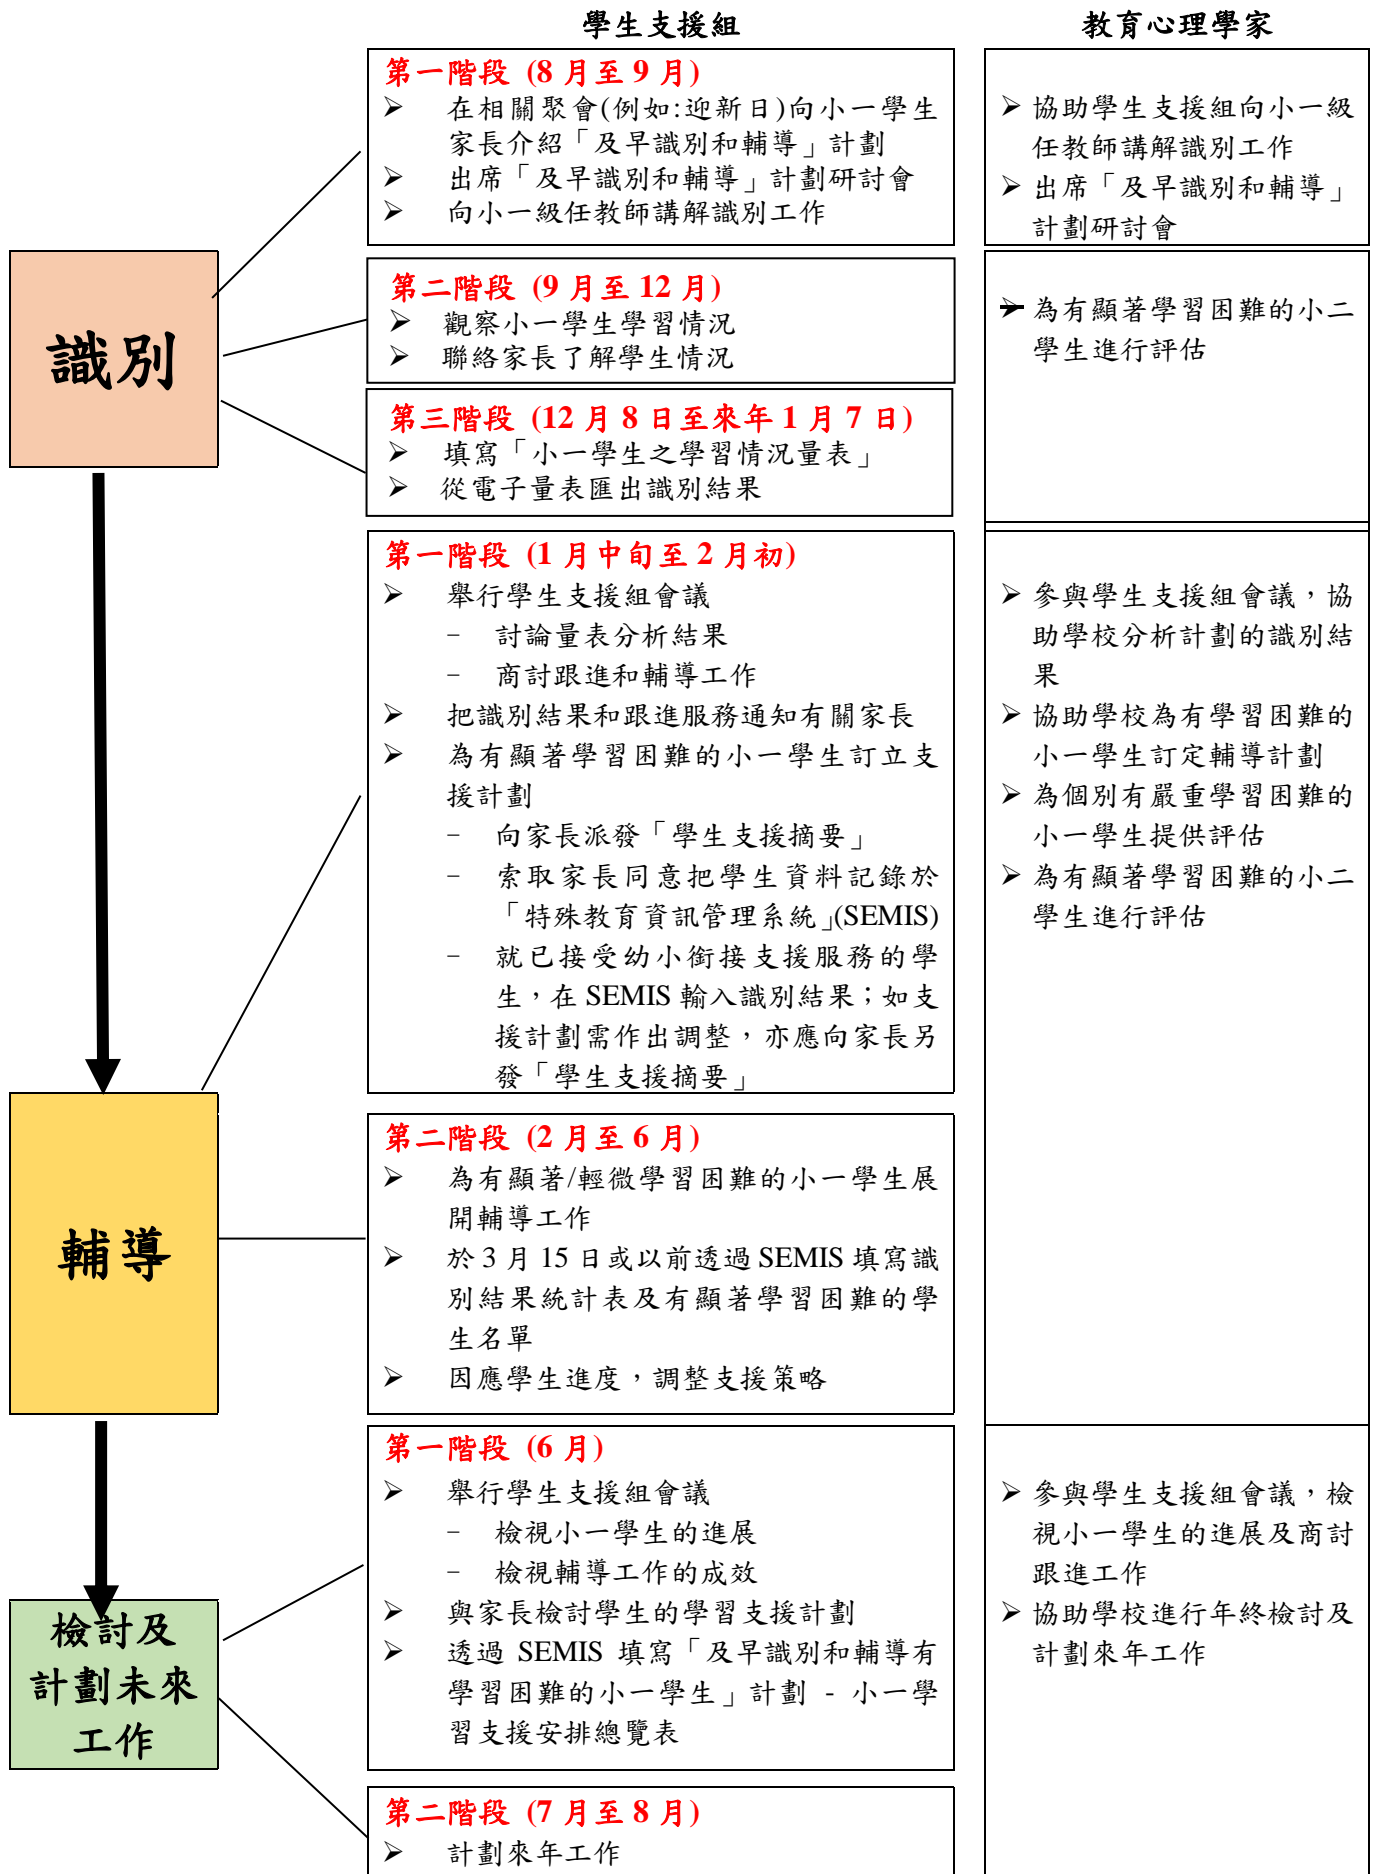 學生支援組
教育心理學家
第一階段 (8 月至 9 月)
➢ 在相關聚會(例如:迎新日)向小一學生
家長介紹「及早識別和輔導」計劃
➢ 出席「及早識別和輔導」計劃研討會
➢ 向小一級任教師講解識別工作
➢ 協助學生支援組向小一級
任教師講解識別工作
➢ 出席「及早識別和輔導」
計劃研討會
識別
第二階段 (9 月至 12 月)
➢ 觀察小一學生學習情況
➢ 聯絡家長了解學生情況
➢ 為有顯著學習困難的小二
學生進行評估
第三階段 (12 月 8 日至來年 1 月 7 日)
➢ 填寫「小一學生之學習情況量表」
➢ 從電子量表匯出識別結果
第一階段 (1 月中旬至 2 月初)
➢ 舉行學生支援組會議
- 討論量表分析結果
- 商討跟進和輔導工作
➢ 把識別結果和跟進服務通知有關家長
➢ 為有顯著學習困難的小一學生訂立支
援計劃
- 向家長派發「學生支援摘要」
- 索取家長同意把學生資料記錄於
「特殊教育資訊管理系統」(SEMIS)
- 就已接受幼小銜接支援服務的學
生，在 SEMIS 輸入識別結果；如支
援計劃需作出調整，亦應向家長另
發「學生支援摘要」
➢ 參與學生支援組會議，協
助學校分析計劃的識別結
果
➢ 協助學校為有學習困難的
小一學生訂定輔導計劃
➢ 為個別有嚴重學習困難的
小一學生提供評估
➢ 為有顯著學習困難的小二
學生進行評估
輔導
第二階段 (2 月至 6 月)
➢ 為有顯著/輕微學習困難的小一學生展
開輔導工作
➢ 於 3 月 15 日或以前透過 SEMIS 填寫識
別結果統計表及有顯著學習困難的學
生名單
➢ 因應學生進度，調整支援策略
第一階段 (6 月)
➢ 舉行學生支援組會議
- 檢視小一學生的進展
- 檢視輔導工作的成效
➢ 與家長檢討學生的學習支援計劃
➢ 透過 SEMIS 填寫「及早識別和輔導有
學習困難的小一學生」計劃 - 小一學
習支援安排總覽表
➢ 參與學生支援組會議，檢
視小一學生的進展及商討
跟進工作
➢ 協助學校進行年終檢討及
計劃來年工作
檢討及
計劃未來
工作
第二階段 (7 月至 8 月)
➢ 計劃來年工作